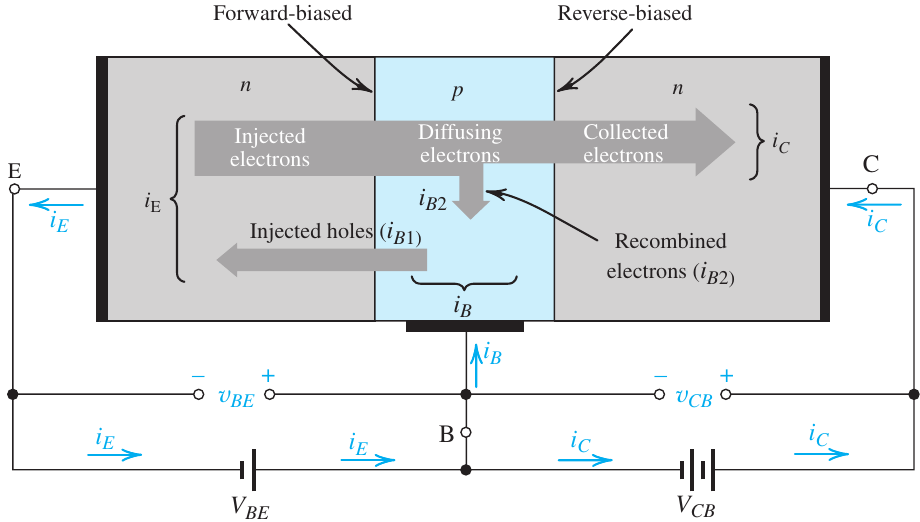 Forward-biased
Reverse-biased
n
p
n
Injected
electrons
Diffusing
electrons
Collected
electrons
i_C
E
C
i_E
i_B2
i_E
i_C
Injected holes (i_B1)
Recombined
electrons (i_B2)
i_B
i_B
– v_BE +
– v_CB +
B
i_E
i_E
i_C
i_C
V_BE
V_CB